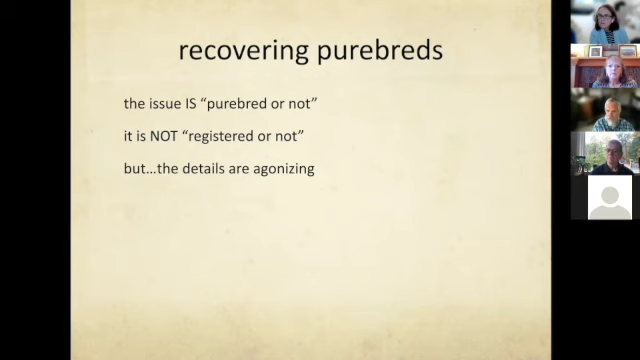 recovering purebreds
the issue IS “purebred or not”
it is NOT “registered or not”
but…the details are agonizing